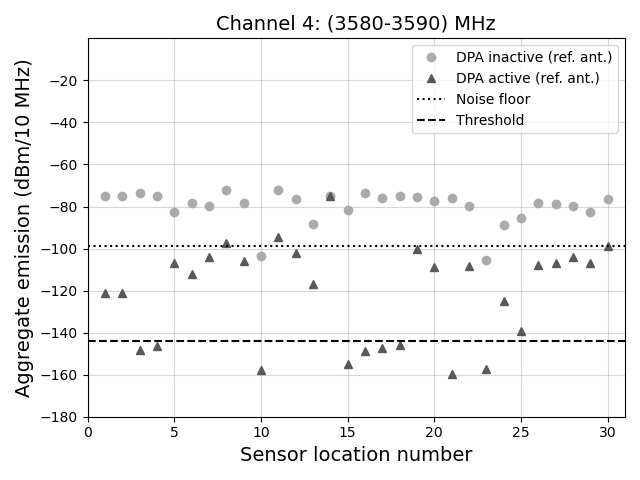 Channel 4: (3580-3590) MHz
DPA inactive (ref. ant.)
DPA active (ref. ant.)
Noise floor
Threshold
Aggregate emission (dBm/10 MHz)
−20
−40
−60
−80
−100
−120
−140
−160
−180
0 5 10 15 20 25 30
Sensor location number